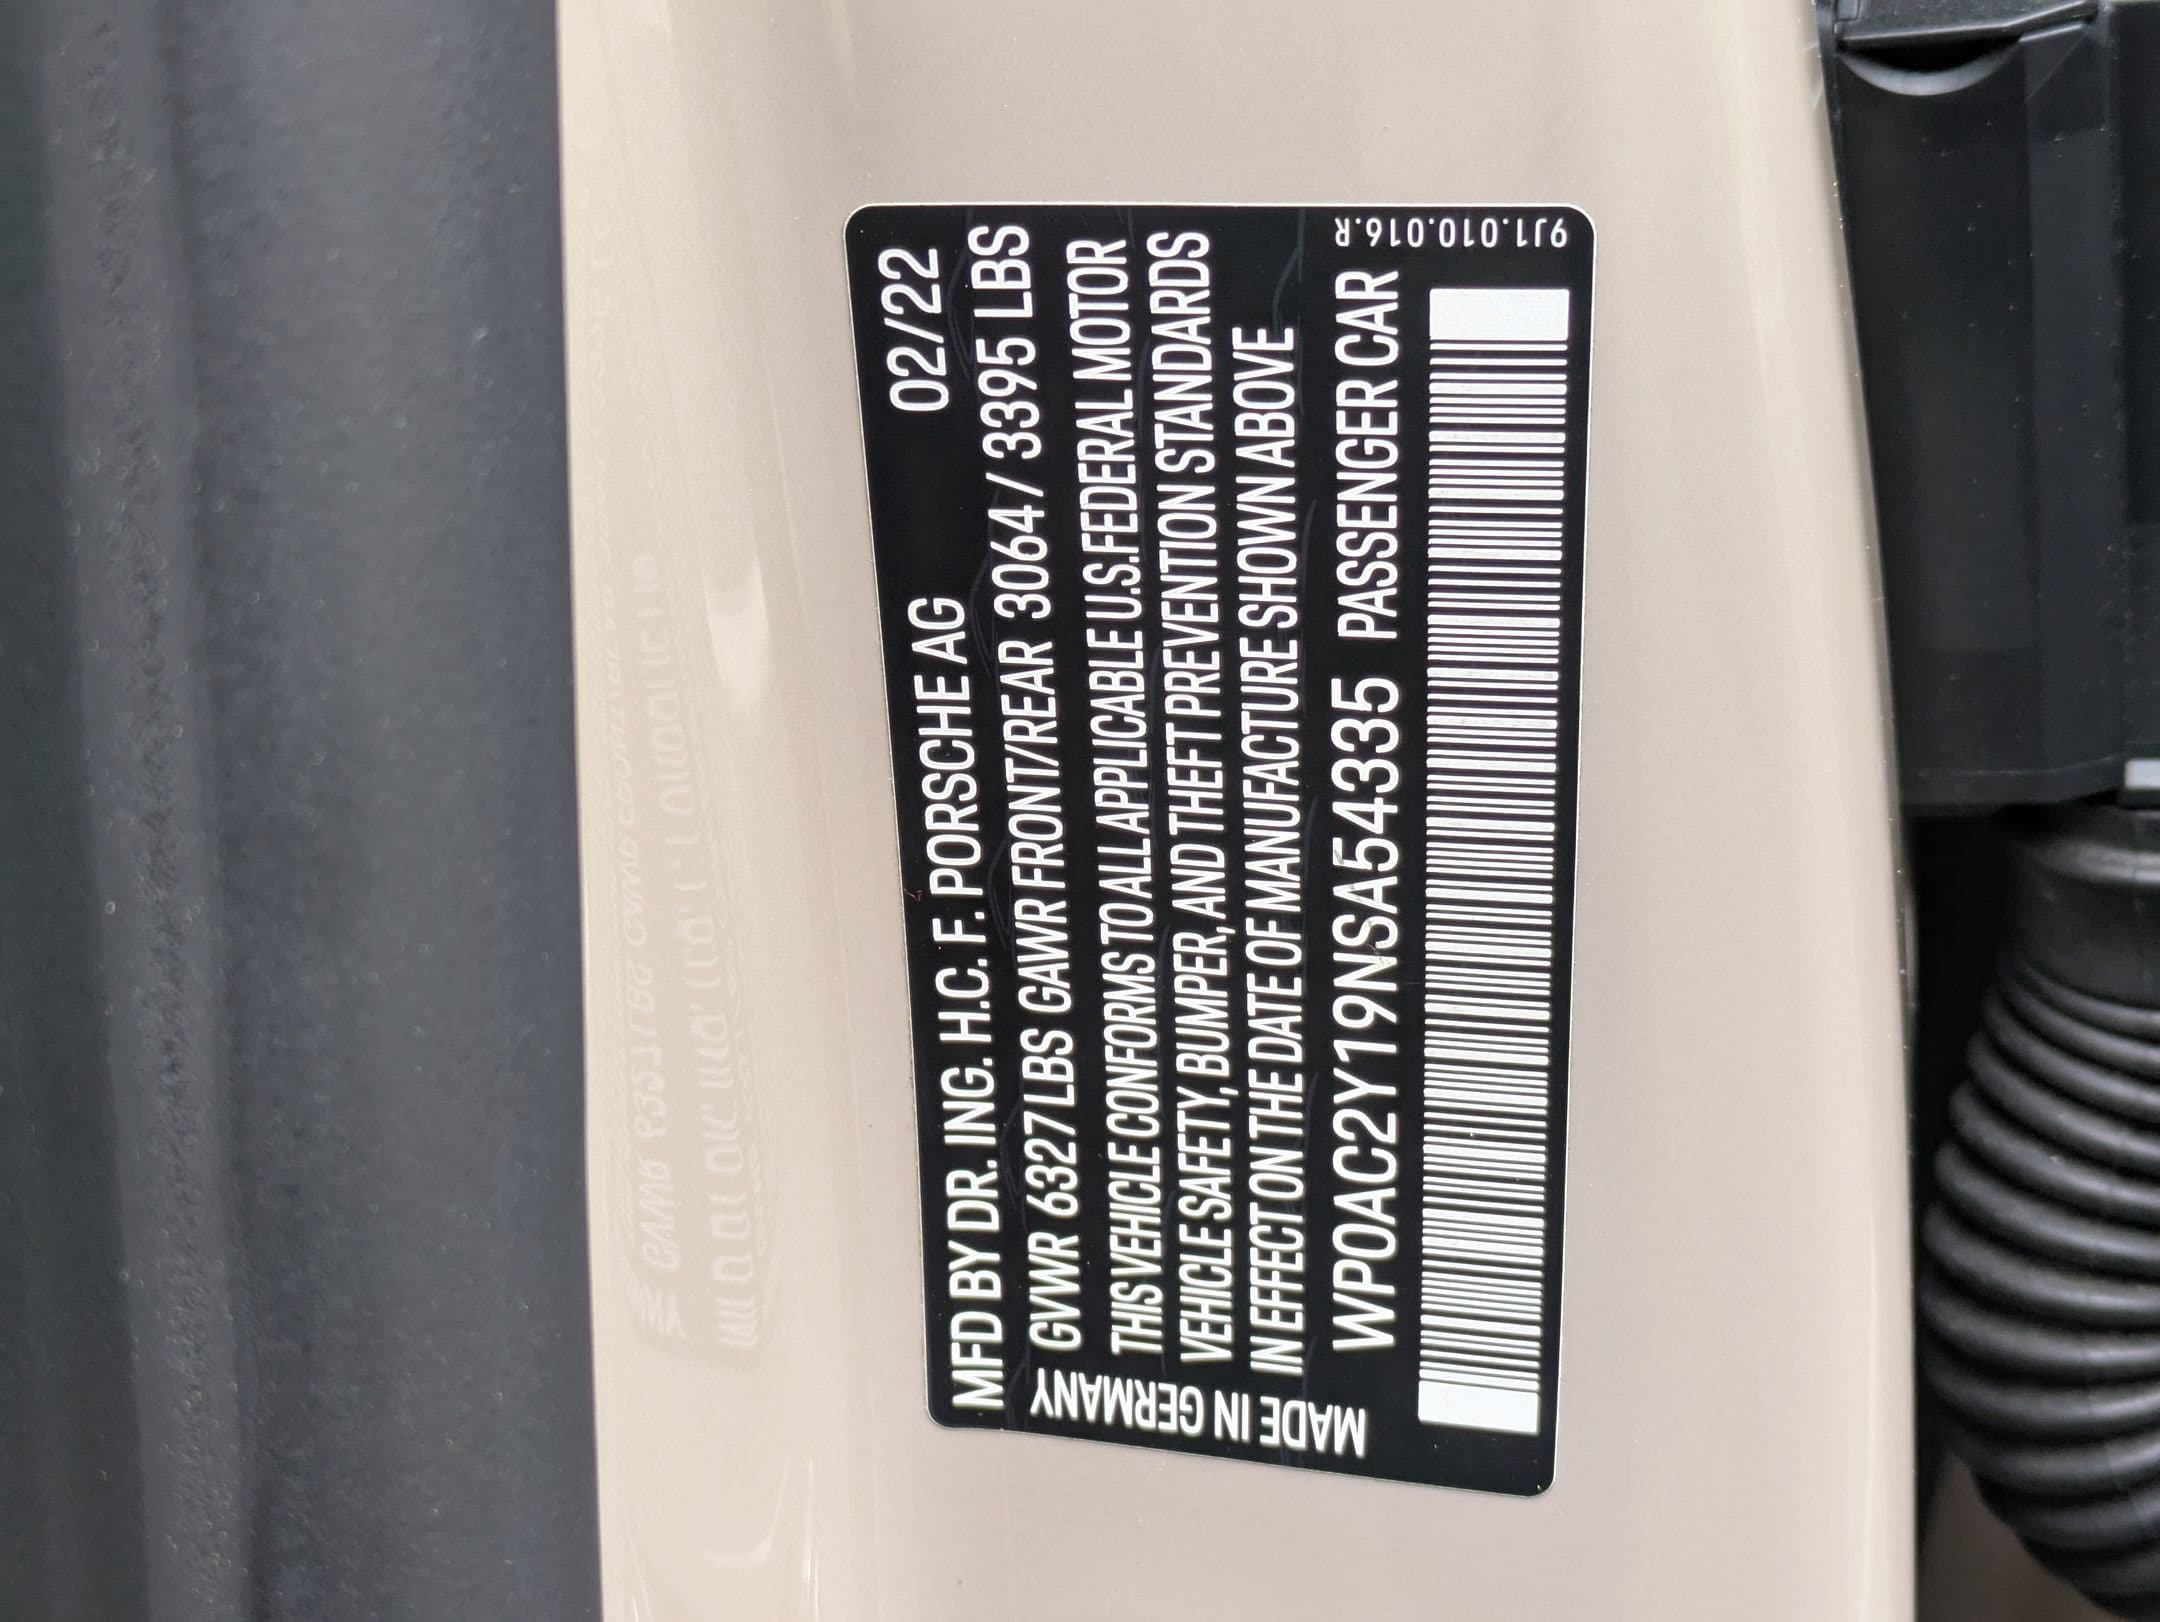 MFD BY DR. ING. H.C. F. PORSCHE AG 02/22
GVWR 6327 LBS GAWR FRONT/REAR 3064 / 3395 LBS
THIS VEHICLE CONFORMS TO ALL APPLICABLE U.S. FEDERAL MOTOR
VEHICLE SAFETY, BUMPER, AND THEFT PREVENTION STANDARDS
IN EFFECT ON THE DATE OF MANUFACTURE SHOWN ABOVE
WP0AC2Y19NSA54335 PASSENGER CAR
MADE IN GERMANY
9J1.010.016.R